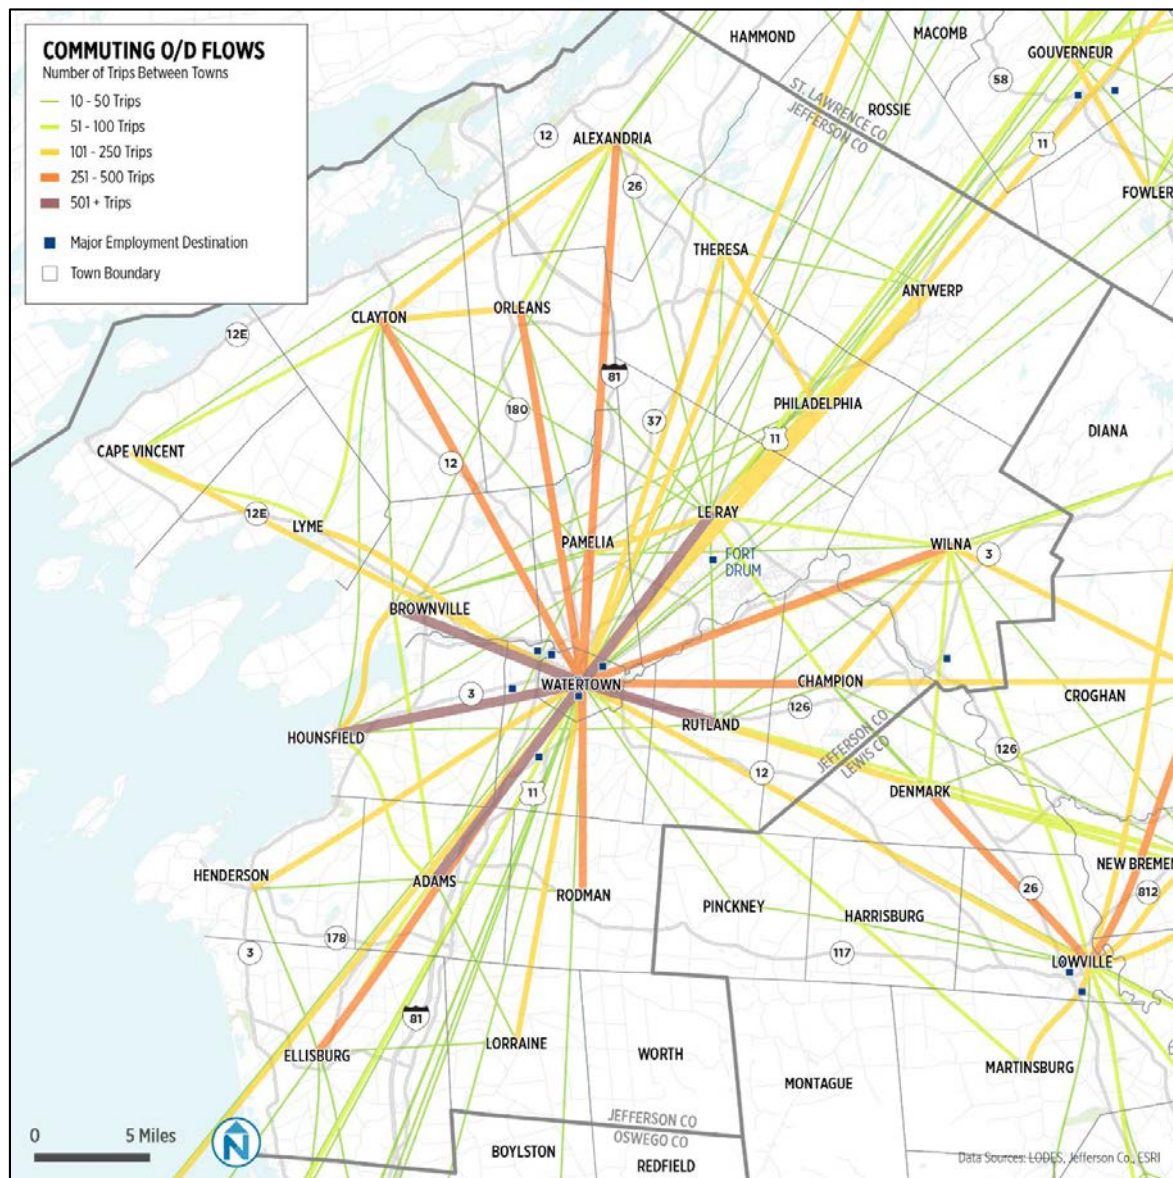 COMMUTING O/D FLOWS
Number of Trips Between Towns
10 - 50 Trips
51 - 100 Trips
101 - 250 Trips
251 - 500 Trips
501 + Trips
Major Employment Destination
Town Boundary
HAMMOND
MACOMB
GOUVERNEUR
58
ST. LAWRENCE CO
JEFFERSON CO
ROSSIE
12
ALEXANDRIA
11
26
FOWLER
THERESA
ANTWERP
ORLEANS
CLAYTON
12E
81
180
37
PHILADELPHIA
11
DIANA
CAPE VINCENT
12
12E
LYME
LE RAY
PAMELIA
WILNA
3
FORT
DRUM
BROWNVILLE
WATERTOWN
CHAMPION
3
126
CROGHAN
HOUNSFIELD
RUTLAND
JEFFERSON CO
LEWIS CO
126
12
11
DENMARK
HENDERSON
ADAMS
RODMAN
NEW BREMEN
26
812
PINCKNEY
HARRISBURG
178
3
117
LOWVILLE
81
ELLISBURG
LORRAINE
WORTH
MARTINSBURG
MONTAGUE
JEFFERSON CO
OSWEGO CO
0 5 Miles
N
BOYLSTON
REDFIELD
Data Sources: LODES, Jefferson Co., ESRI